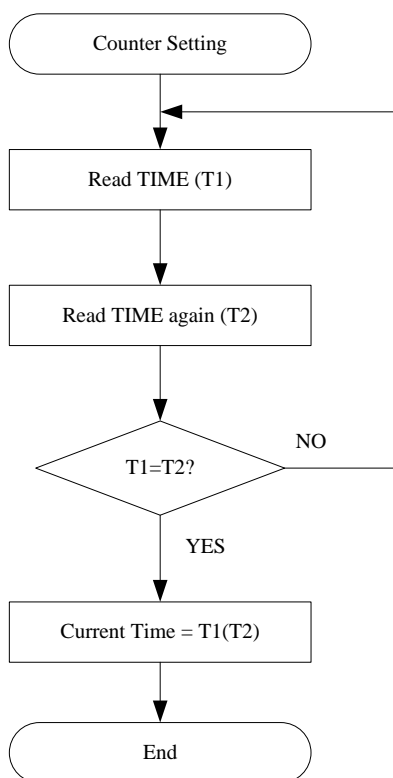 Counter Setting
Read TIME (T1)
Read TIME again (T2)
T1=T2?
NO
YES
Current Time = T1(T2)
End